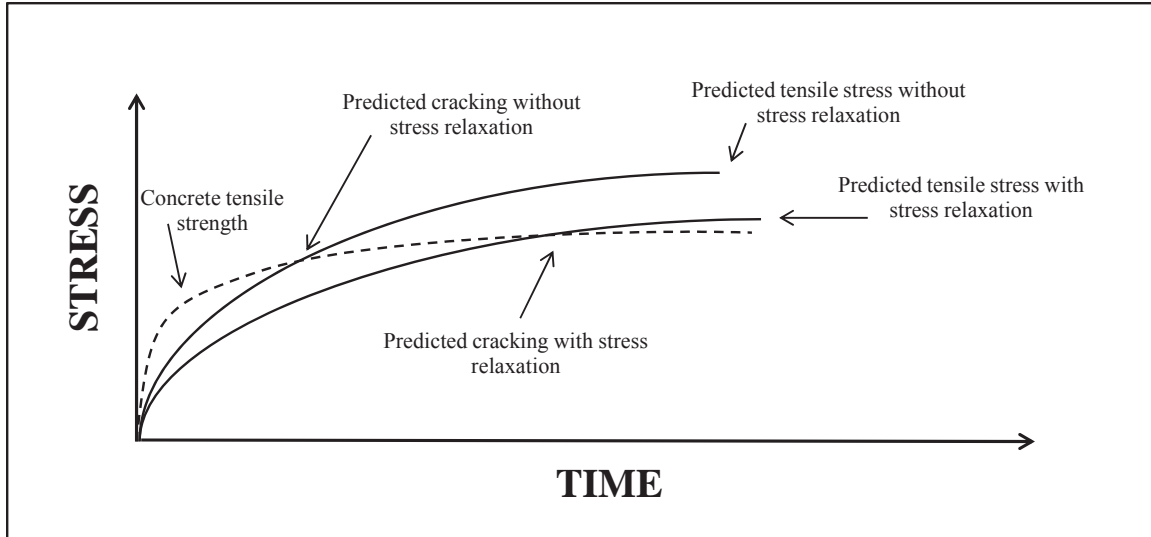 Predicted cracking without
stress relaxation
Predicted tensile stress without
stress relaxation
Concrete tensile
strength
Predicted tensile stress with
stress relaxation
Predicted cracking with stress
relaxation
STRESS
TIME